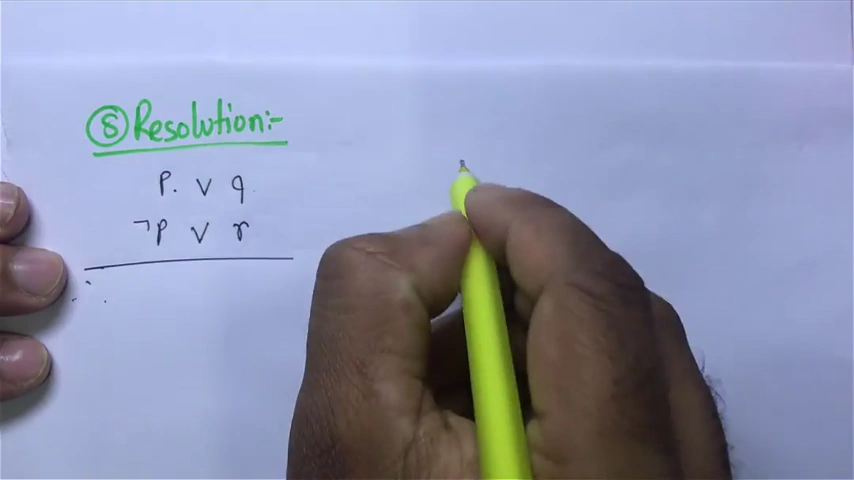 ⑧ Resolution:-
p. ∨ q.
¬p ∨ r
∴